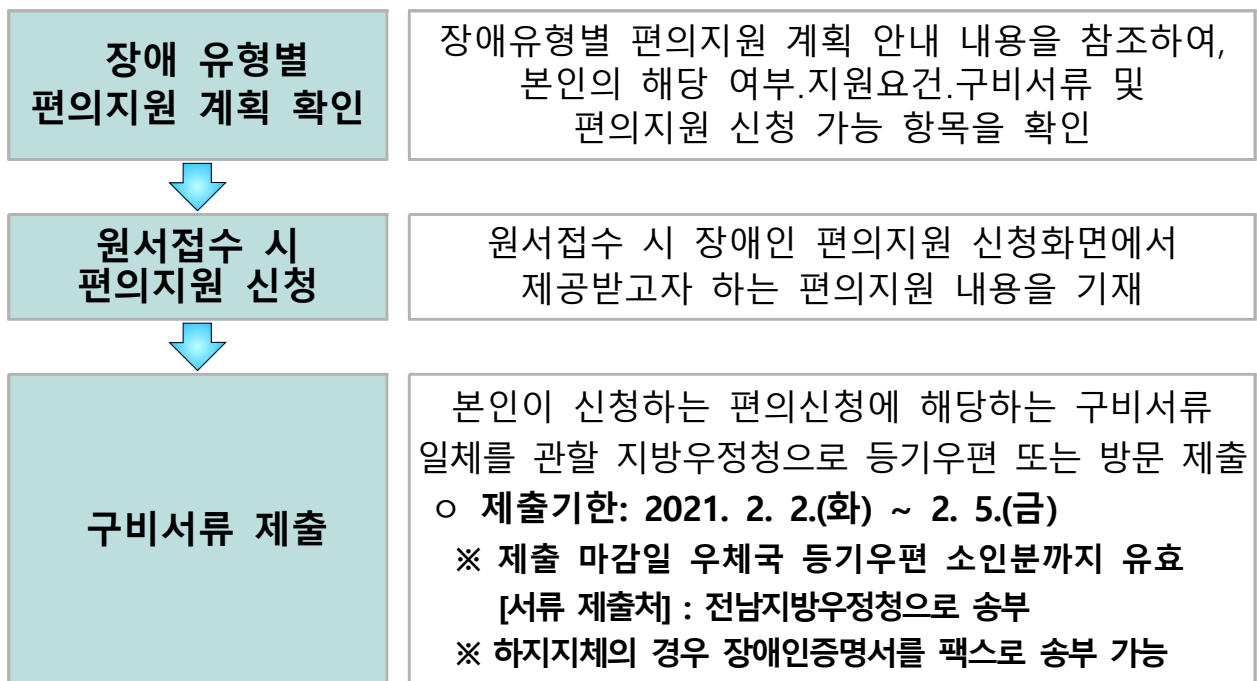 장애 유형별
편의지원 계획 확인
장애유형별 편의지원 계획 안내 내용을 참조하여,
본인의 해당 여부.지원요건.구비서류 및
편의지원 신청 가능 항목을 확인
원서접수 시
편의지원 신청
원서접수 시 장애인 편의지원 신청화면에서
제공받고자 하는 편의지원 내용을 기재
구비서류 제출
본인이 신청하는 편의신청에 해당하는 구비서류
일체를 관할 지방우정청으로 등기우편 또는 방문 제출
ㅇ 제출기한: 2021. 2. 2.(화) ~ 2. 5.(금)
※ 제출 마감일 우체국 등기우편 소인분까지 유효
[서류 제출처] : 전남지방우정청으로 송부
※ 하지지체의 경우 장애인증명서를 팩스로 송부 가능